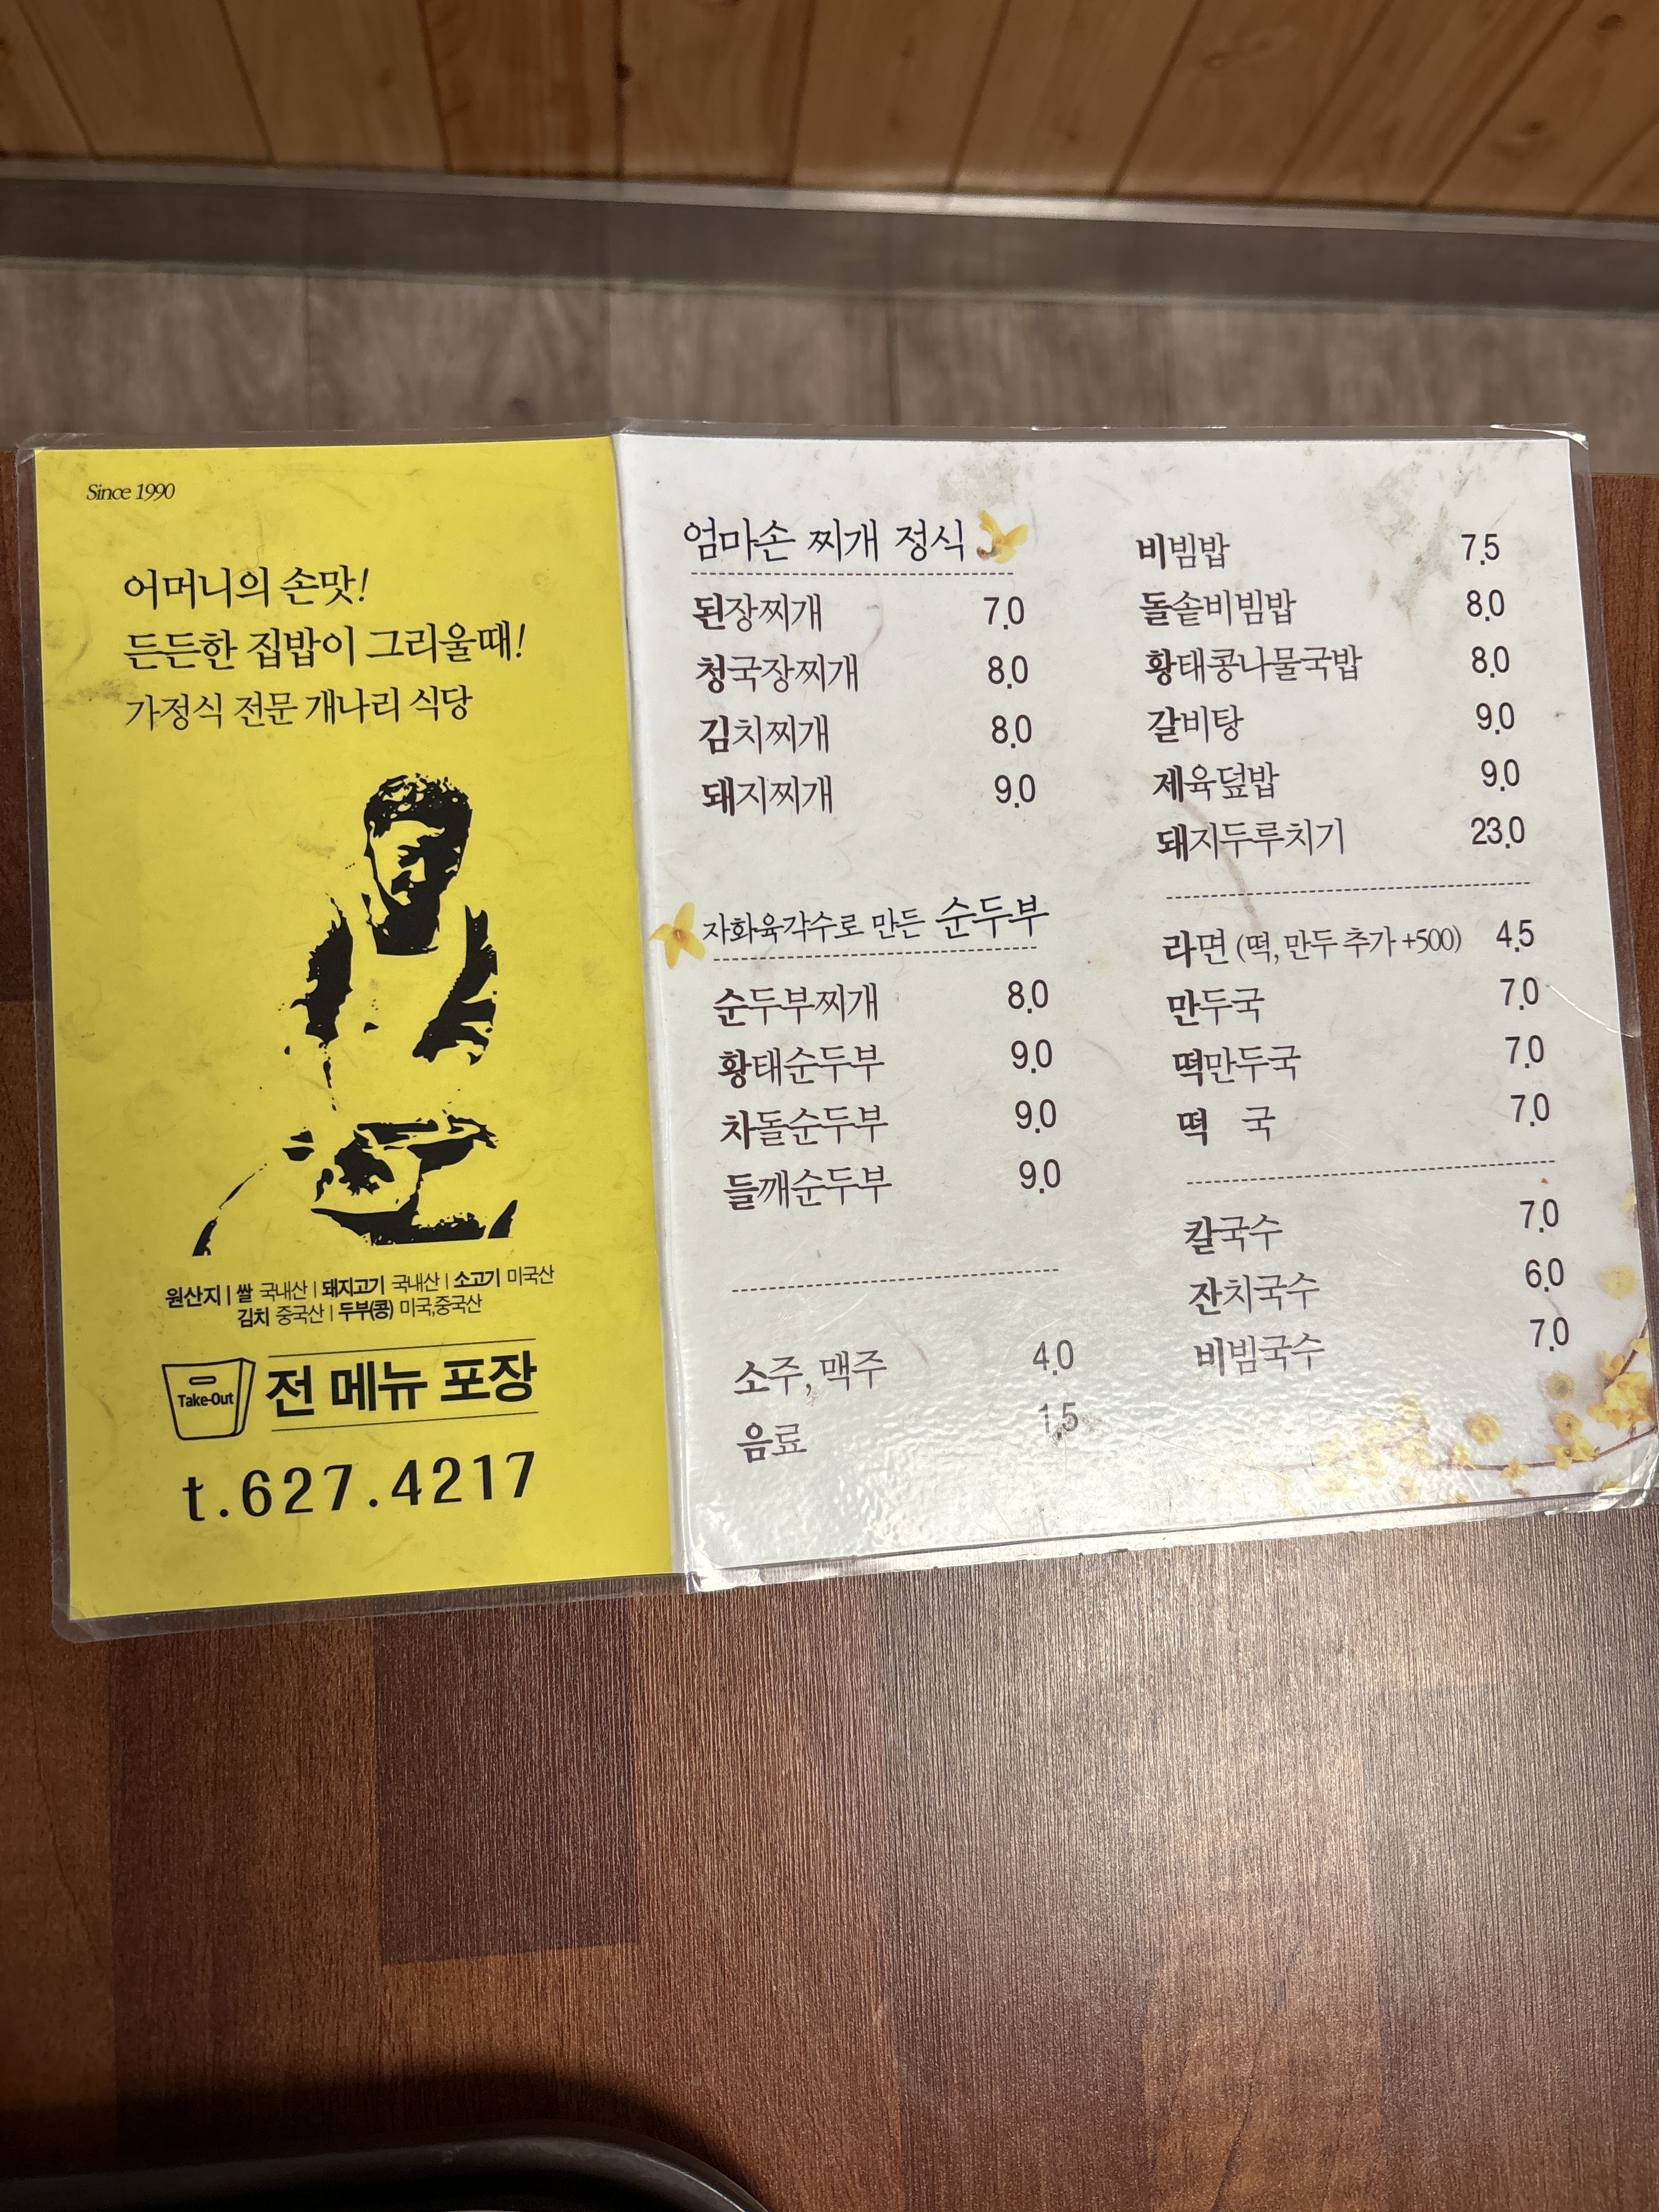 Since 1990
어머니의 손맛!
든든한 집밥이 그리울때!
가정식 전문 개나리 식당
원산지 | 쌀 국내산 | 돼지고기 국내산 | 소고기 미국산
김치 중국산 | 두부(콩) 미국,중국산
Take-Out 전 메뉴 포장
t.627.4217
엄마손 찌개 정식
된장찌개 7.0
청국장찌개 8.0
김치찌개 8.0
돼지찌개 9.0
자화육각수로 만든 순두부
순두부찌개 8.0
황태순두부 9.0
차돌순두부 9.0
들깨순두부 9.0
소주, 맥주 4.0
음료 1.5
비빔밥 7.5
돌솥비빔밥 8.0
황태콩나물국밥 8.0
갈비탕 9.0
제육덮밥 9.0
돼지두루치기 23.0
라면 (떡, 만두 추가 +500) 4.5
만두국 7.0
떡만두국 7.0
떡 국 7.0
칼국수 7.0
잔치국수 6.0
비빔국수 7.0